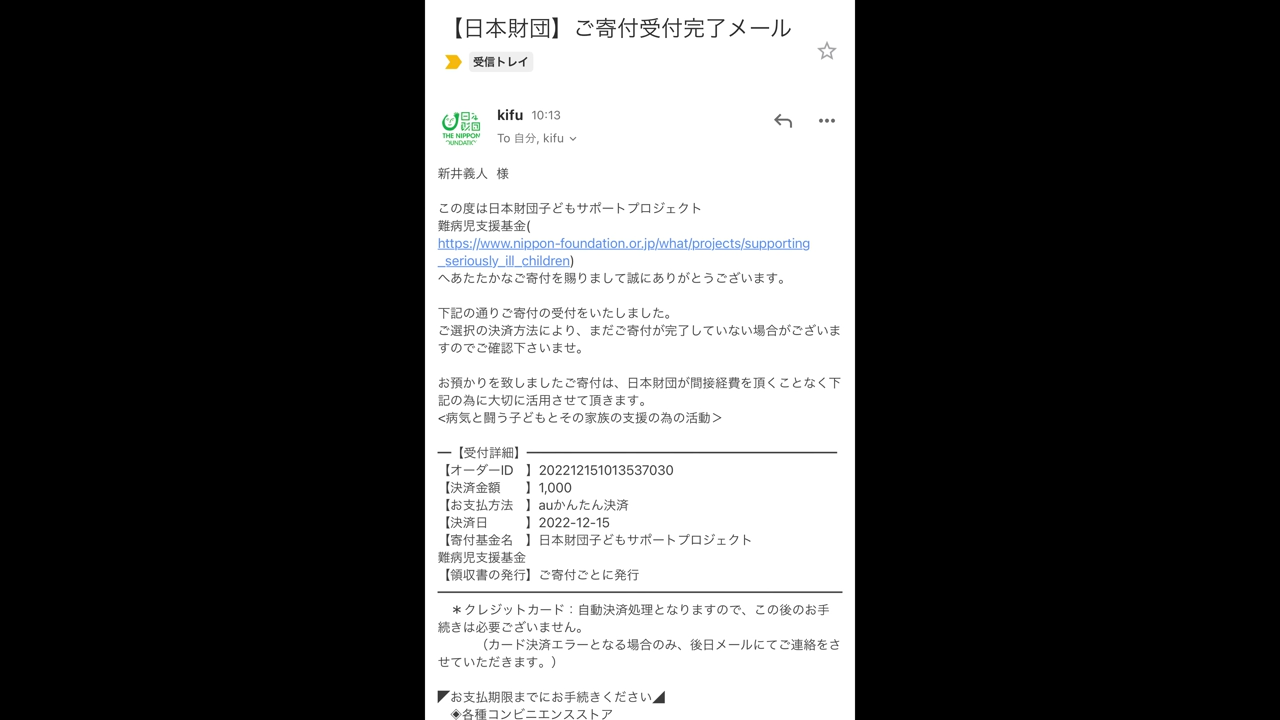 【日本財団】ご寄付受付完了メール
受信トレイ
kifu 10:13
To 自分, kifu
THE NIPPON
新井義人 様
この度は日本財団子どもサポートプロジェクト
難病児支援基金(
https://www.nippon-foundation.or.jp/what/projects/supporting
_seriously_ill_children)
へあたたかなご寄付を賜りまして誠にありがとうございます。
下記の通りご寄付の受付をいたしました。
ご選択の決済方法により、まだご寄付が完了していない場合がございま
すのでご確認下さいませ。
お預かりを致しましたご寄付は、日本財団が間接経費を頂くことなく下
記の為に大切に活用させて頂きます。
<病気と闘う子どもとその家族の支援の為の活動＞
━【受付詳細】━━━━━━━━━━━━━━━━━━━━━━━━━
【オーダーID　】202212151013537030
【決済金額　　】1,000
【お支払方法　】auかんたん決済
【決済日　　　】2022-12-15
【寄付基金名　】日本財団子どもサポートプロジェクト
難病児支援基金
【領収書の発行】ご寄付ごとに発行
━━━━━━━━━━━━━━━━━━━━━━━━━━━━━━━━
＊クレジットカード：自動決済処理となりますので、この後のお手
続きは必要ございません。
（カード決済エラーとなる場合のみ、後日メールにてご連絡をさ
せていただきます。）
◤お支払期限までにお手続きください◢
◈各種コンビニエンスストア